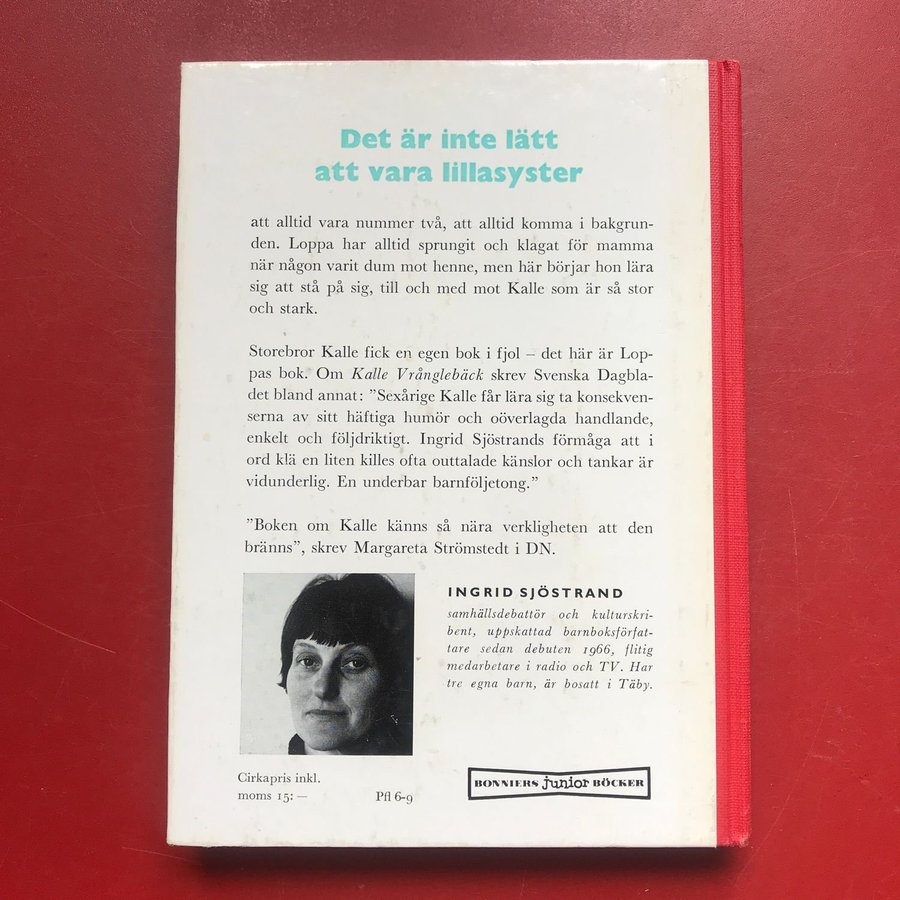 Det är inte lätt
att vara lillasyster
att alltid vara nummer två, att alltid komma i bakgrun-
den. Loppa har alltid sprungit och klagat för mamma
när någon varit dum mot henne, men här börjar hon lära
sig att stå på sig, till och med mot Kalle som är så stor
och stark.
Storebror Kalle fick en egen bok i fjol – det här är Lop-
pas bok. Om Kalle Vrånglebäck skrev Svenska Dagbla-
det bland annat: ”Sexårige Kalle får lära sig ta konsekven-
serna av sitt häftiga humör och oöverlagda handlande,
enkelt och följdriktigt. Ingrid Sjöstrands förmåga att i
ord klä en liten killes ofta outtalade känslor och tankar är
vidunderlig. En underbar barnföljetong.”
”Boken om Kalle känns så nära verkligheten att den
bränns”, skrev Margareta Strömstedt i DN.
INGRID SJÖSTRAND
samhällsdebattör och kulturskri-
bent, uppskattad barnboksförfat-
tare sedan debuten 1966, flitig
medarbetare i radio och TV. Har
tre egna barn, är bosatt i Täby.
Cirkapris inkl.
moms 15: —
Pfl 6-9
BONNIERS junior BÖCKER